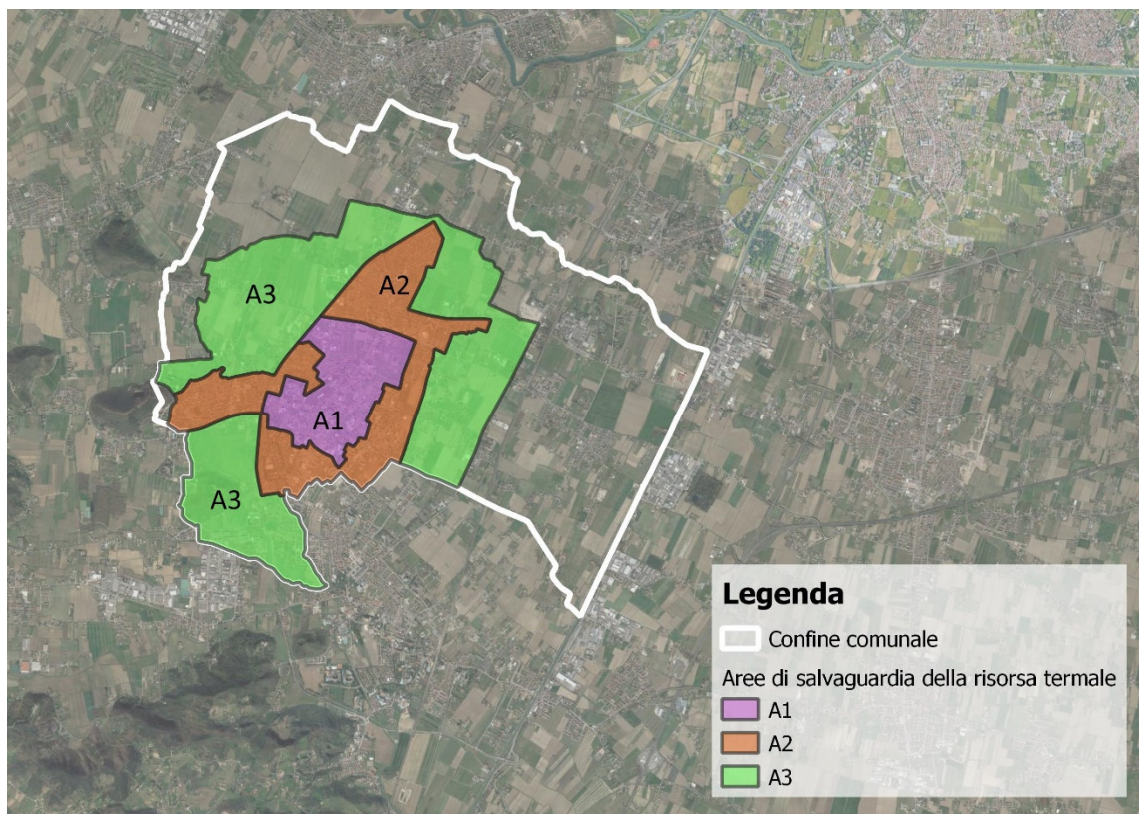 A3
A2
A1
A3
Legenda
Confine comunale
Aree di salvaguardia della risorsa termale
A1
A2
A3